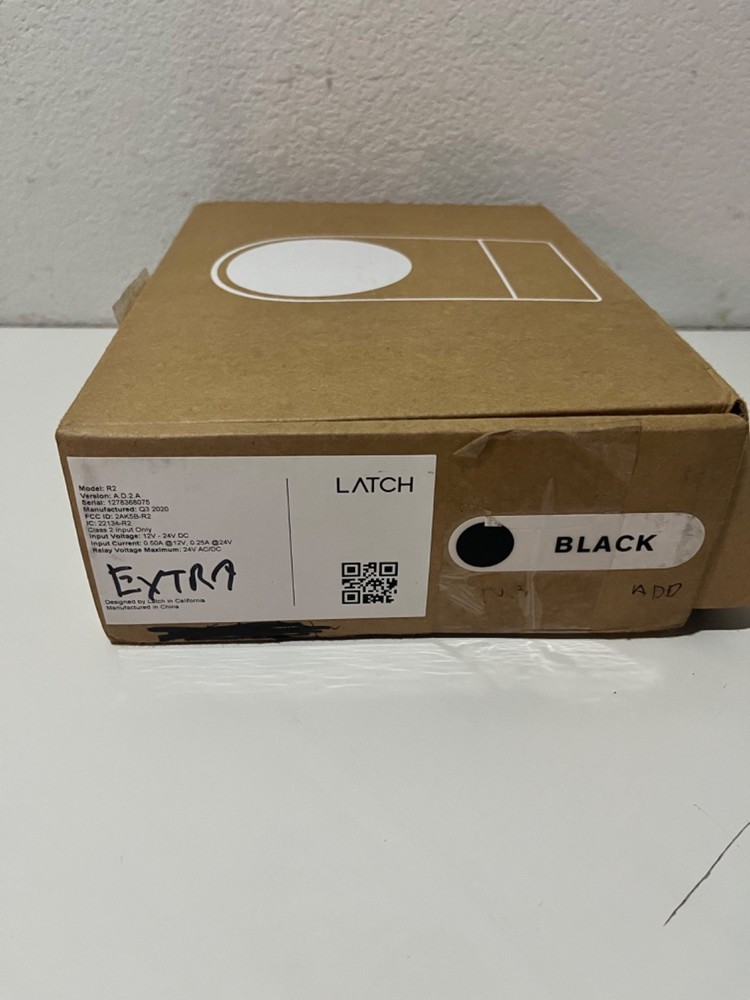 Model: R2
Version: A.D.2.A
Serial: 1278368075
Manufactured: Q3 2020
FCC ID: 2AK5B-R2
IC: 22134-R2
Class 2 Input Only
Input Voltage: 12V - 24V DC
Input Current: 0.50A @12V, 0.25A @24V
Relay Voltage Maximum: 24V AC/DC
EXTRA
Designed by Latch in California
Manufactured in China
LATCH
BLACK
ADD